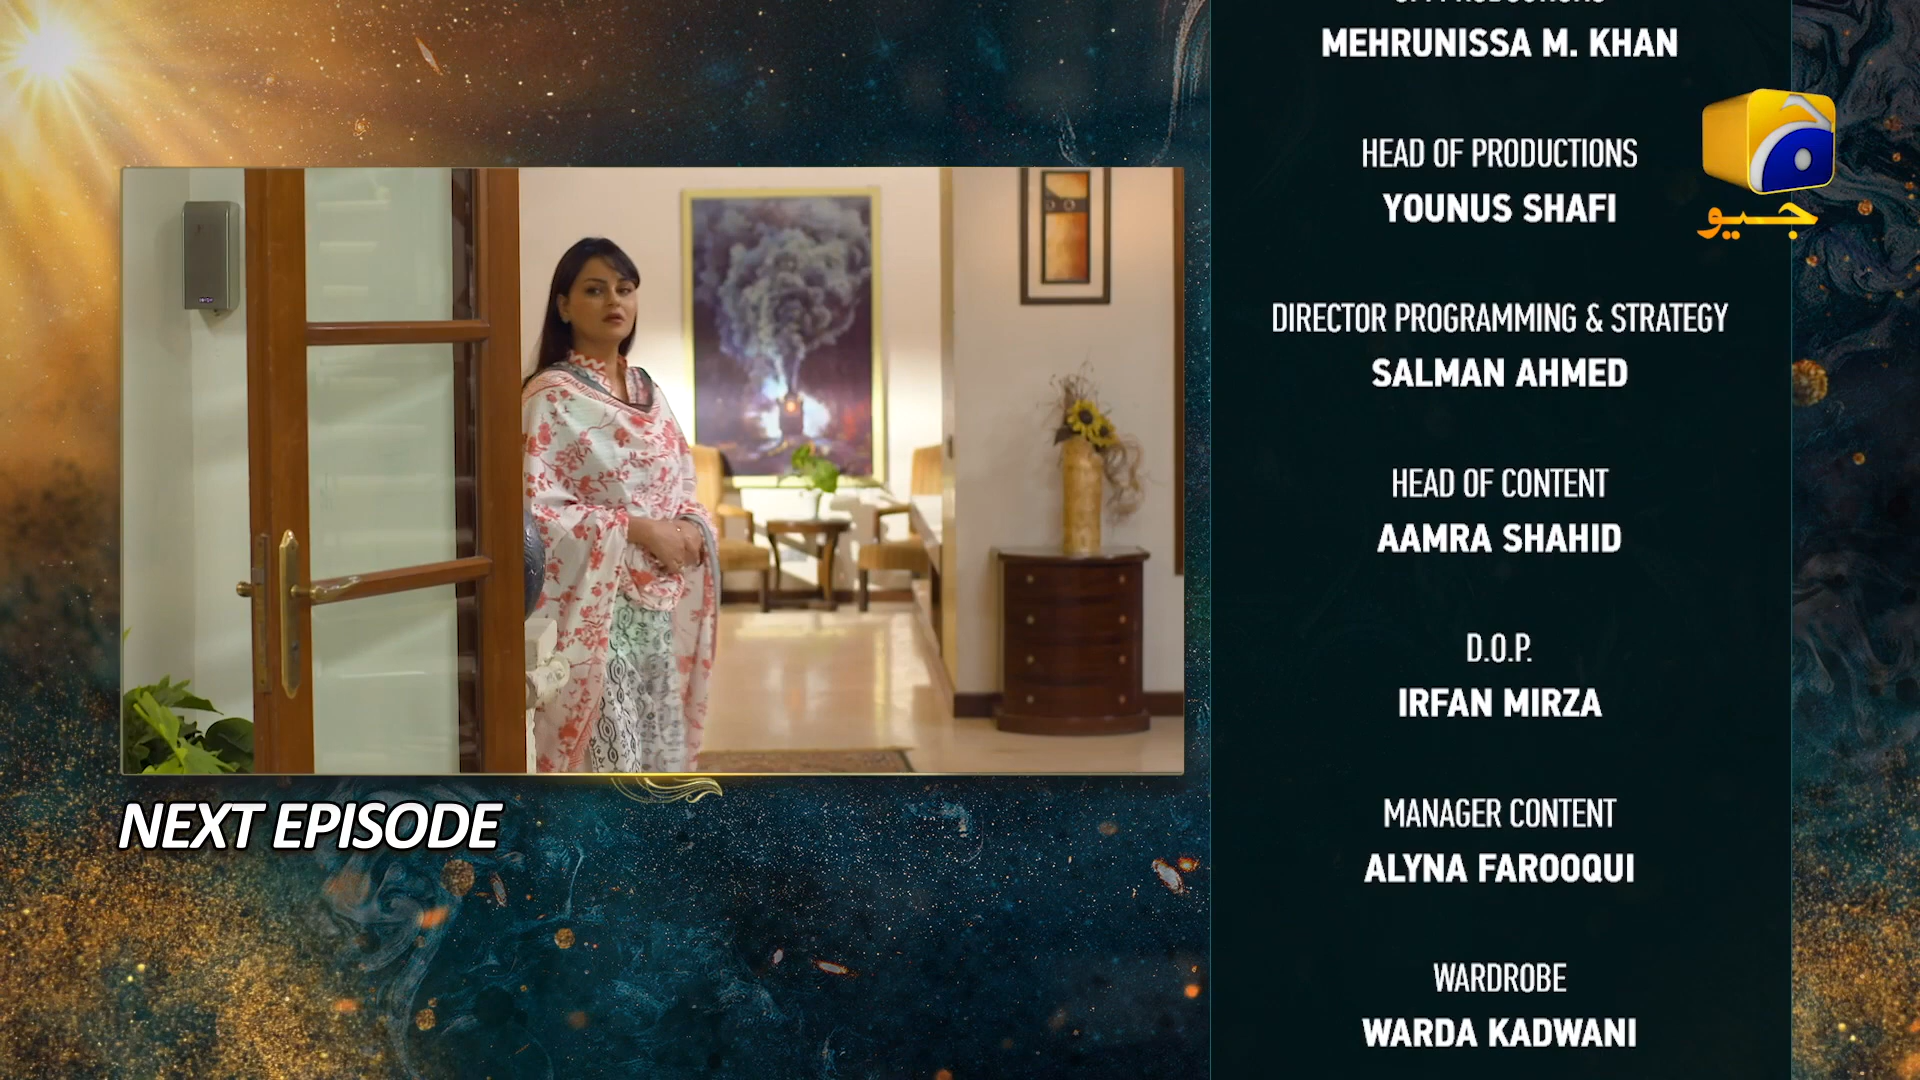 MEHRUNISSA M. KHAN
HEAD OF PRODUCTIONS
YOUNUS SHAFI
جیو
DIRECTOR PROGRAMMING & STRATEGY
SALMAN AHMED
HEAD OF CONTENT
AAMRA SHAHID
D.O.P.
IRFAN MIRZA
MANAGER CONTENT
ALYNA FAROOQUI
WARDROBE
WARDA KADWANI
NEXT EPISODE